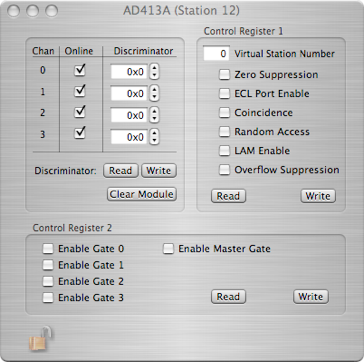 AD413A (Station 12)
Chan Online Discriminator
0 0x0
1 0x0
2 0x0
3 0x0
Discriminator: Read Write
Clear Module
Control Register 1
0 Virtual Station Number
Zero Suppression
ECL Port Enable
Coincidence
Random Access
LAM Enable
Overflow Suppression
Read Write
Control Register 2
Enable Gate 0 Enable Master Gate
Enable Gate 1
Enable Gate 2
Enable Gate 3 Read Write